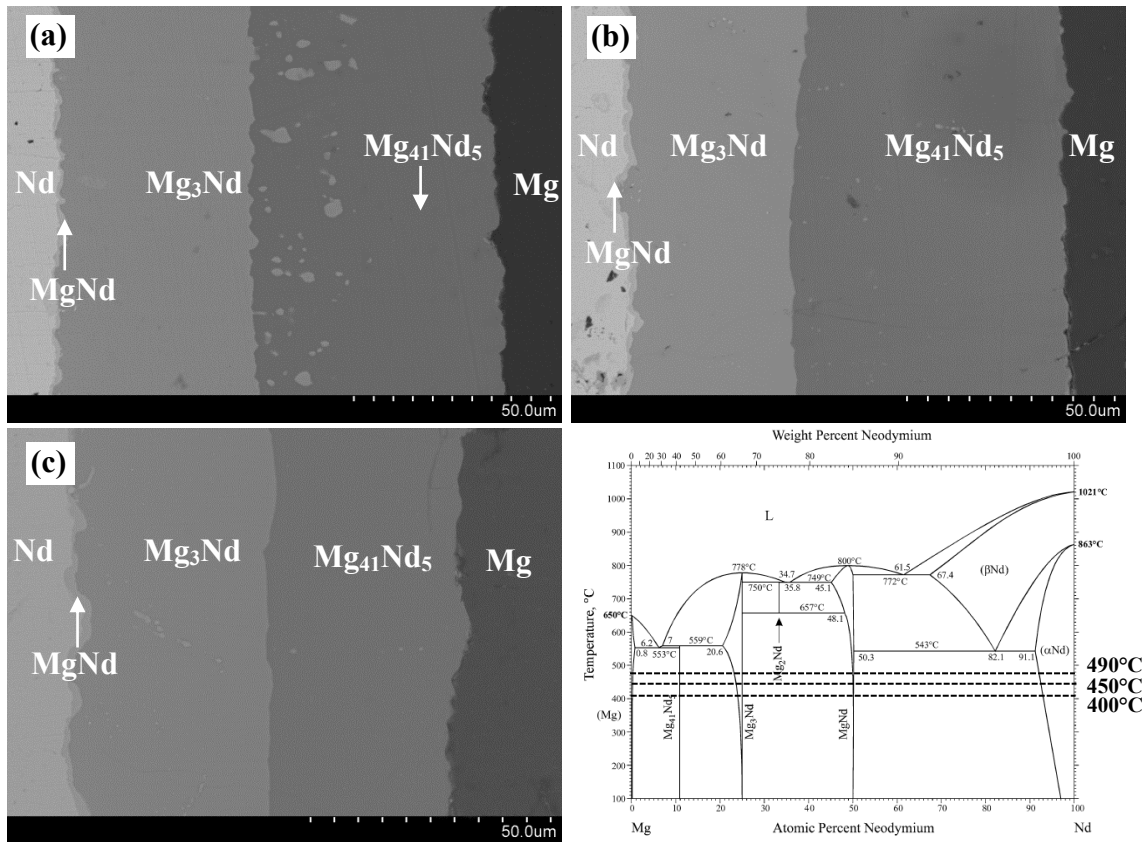 (a)
Nd
MgNd
Mg₃Nd
Mg₄₁Nd₅
Mg
50.0um
(b)
Nd
MgNd
Mg₃Nd
Mg₄₁Nd₅
Mg
50.0um
(c)
Nd
MgNd
Mg₃Nd
Mg₄₁Nd₅
Mg
50.0um
Weight Percent Neodymium
0 20 30 40 50 60 70 80 90 100
1100
1000
900
800
700
600
500
400
300
200
100
Temperature, °C
L
1021°C
863°C
(βNd)
(αNd)
778°C
34.7
749°C
800°C
61.5
750°C
35.8
45.1
772°C
67.4
650°C
657°C
48.1
6.2
7
559°C
0.8
553°C
20.6
Mg₂Nd
50.3
543°C
82.1
91.1
490°C
450°C
400°C
(Mg)
Mg₄₁Nd₅
Mg₃Nd
MgNd
0 10 20 30 40 50 60 70 80 90 100
Mg
Atomic Percent Neodymium
Nd